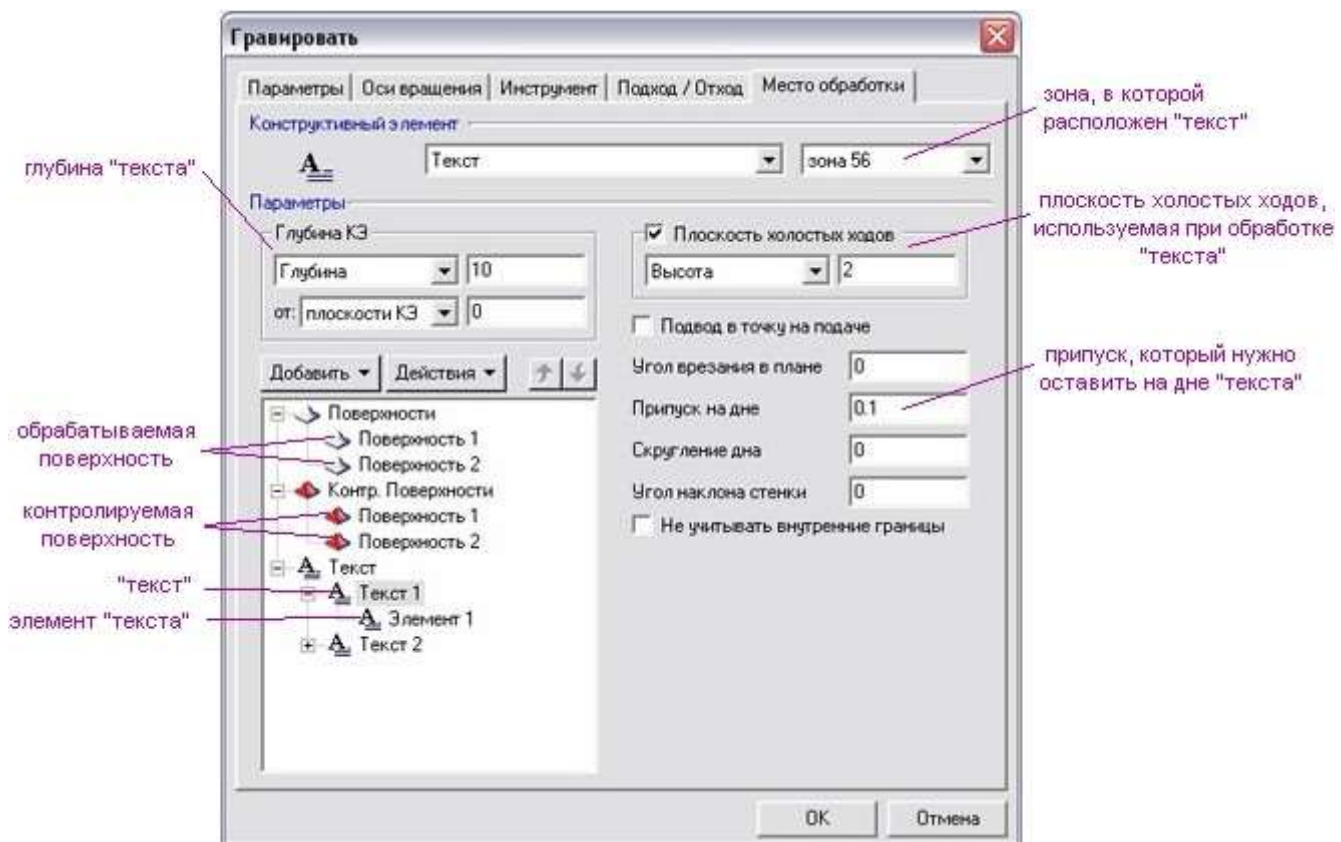 Гравировать
Параметры
Оси вращения
Инструмент
Подход / Отход
Место обработки
зона, в которой
расположен "текст"
Конструктивный элемент
Текст
зона 56
глубина "текста"
Параметры
Глубина КЭ
Глубина
10
от:
плоскости КЭ
0
Плоскость холостых ходов
Высота
2
плоскость холостых ходов,
используемая при обработке
"текста"
Подвод в точку на подаче
Добавить
Действия
Угол врезания в плане
0
Припуск на дне
0.1
припуск, который нужно
оставить на дне "текста"
Скругление дна
0
Угол наклона стенки
0
Не учитывать внутренние границы
обрабатываемая
поверхность
контролируемая
поверхность
"текст"
элемент "текста"
Поверхности
Поверхность 1
Поверхность 2
Контр. Поверхности
Поверхность 1
Поверхность 2
Текст
Текст 1
Элемент 1
Текст 2
OK
Отмена